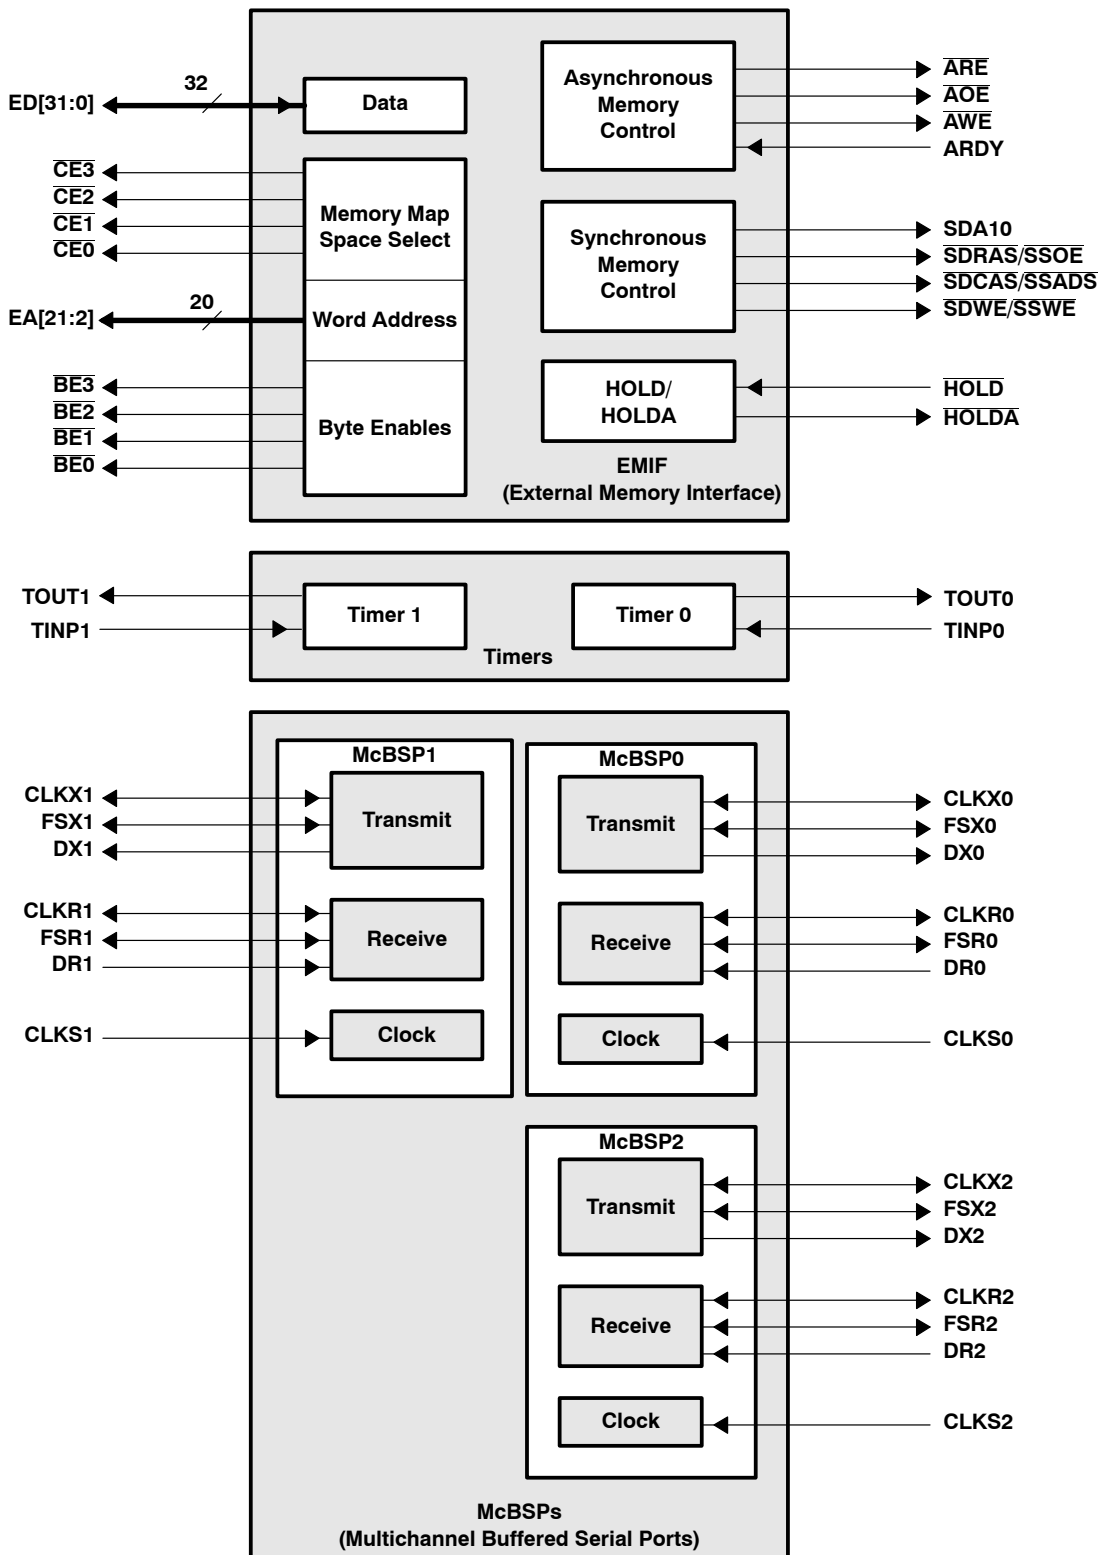 32
ED[31:0]
Data
CE3
CE2
CE1
CE0
Memory Map
Space Select
20
EA[21:2]
Word Address
BE3
BE2
BE1
BE0
Byte Enables
Asynchronous
Memory
Control
ARE
AOE
AWE
ARDY
Synchronous
Memory
Control
SDA10
SDRAS/SSOE
SDCAS/SSADS
SDWE/SSWE
HOLD/
HOLDA
HOLD
HOLDA
EMIF
(External Memory Interface)
TOUT1
TINP1
Timer 1
Timer 0
TOUT0
TINP0
Timers
McBSP1
CLKX1
FSX1
DX1
Transmit
CLKR1
FSR1
DR1
Receive
CLKS1
Clock
McBSP0
Transmit
CLKX0
FSX0
DX0
Receive
CLKR0
FSR0
DR0
Clock
CLKS0
McBSP2
Transmit
CLKX2
FSX2
DX2
Receive
CLKR2
FSR2
DR2
Clock
CLKS2
McBSPs
(Multichannel Buffered Serial Ports)